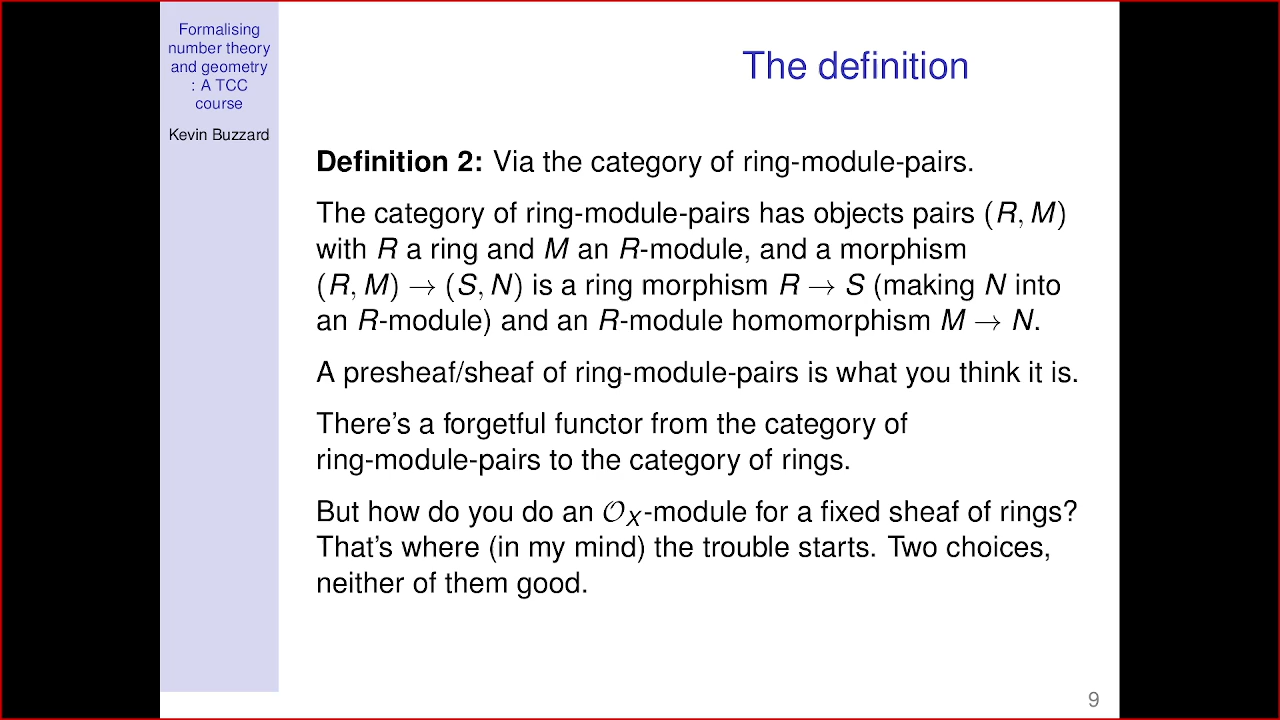 Formalising
number theory
and geometry
: A TCC
course
Kevin Buzzard
The definition
Definition 2: Via the category of ring-module-pairs.
The category of ring-module-pairs has objects pairs (R, M)
with R a ring and M an R-module, and a morphism
(R, M) → (S, N) is a ring morphism R → S (making N into
an R-module) and an R-module homomorphism M → N.
A presheaf/sheaf of ring-module-pairs is what you think it is.
There's a forgetful functor from the category of
ring-module-pairs to the category of rings.
But how do you do an 𝒪_X-module for a fixed sheaf of rings?
That's where (in my mind) the trouble starts. Two choices,
neither of them good.
9